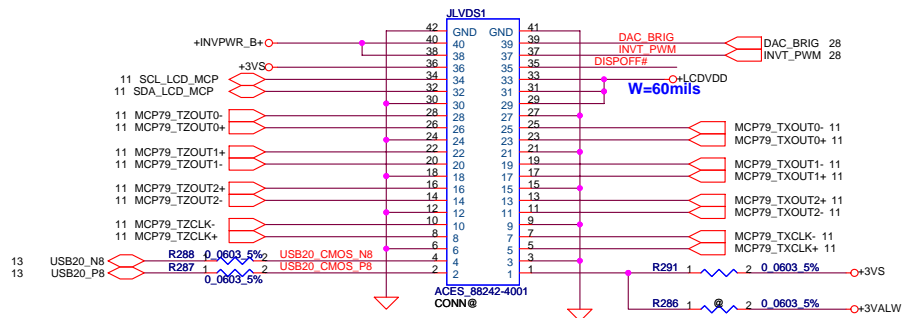 JLVDS1
42 GND GND 41
+INVPWR_B+ 40 40 39 39 DAC_BRIG DAC_BRIG 28
38 38 37 37 INVT_PWM INVT_PWM 28
+3VS 36 36 35 35 DISPOFF#
11 SCL_LCD_MCP 34 34 33 33 +LCDVDD
11 SDA_LCD_MCP 32 32 31 31 W=60mils
30 30 29 29
11 MCP79_TZOUT0- 28 28 27 27
11 MCP79_TZOUT0+ 26 26 25 25 MCP79_TXOUT0- 11
24 24 23 23 MCP79_TXOUT0+ 11
11 MCP79_TZOUT1+ 22 22 21 21
11 MCP79_TZOUT1- 20 20 19 19 MCP79_TXOUT1- 11
18 18 17 17 MCP79_TXOUT1+ 11
11 MCP79_TZOUT2+ 16 16 15 15
11 MCP79_TZOUT2- 14 14 13 13 MCP79_TXOUT2+ 11
12 12 11 11 MCP79_TXOUT2- 11
11 MCP79_TZCLK- 10 10 9 9
11 MCP79_TZCLK+ 8 8 7 7 MCP79_TXCLK- 11
6 6 5 5 MCP79_TXCLK+ 11
13 USB20_N8 R288 1 2 0_0603_5% USB20_CMOS_N8 4 4 3 3
13 USB20_P8 R287 1 2 0_0603_5% USB20_CMOS_P8 2 2 1 1
R291 1 2 0_0603_5% +3VS
ACES_88242-4001
CONN@
R286 1 @ 2 0_0603_5% +3VALW